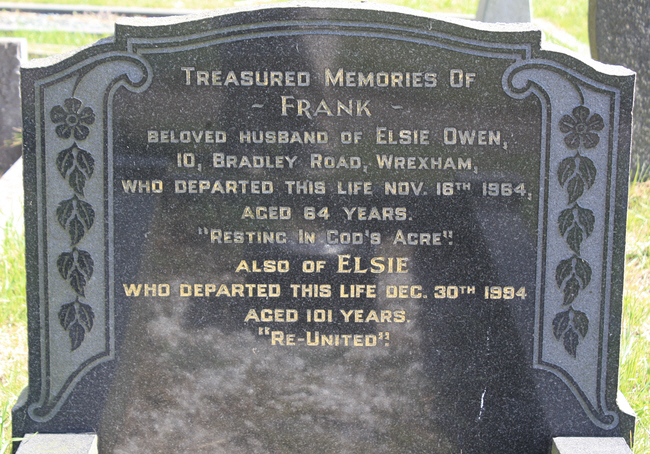 TREASURED MEMORIES OF
- FRANK -
BELOVED HUSBAND OF ELSIE OWEN,
10, BRADLEY ROAD, WREXHAM,
WHO DEPARTED THIS LIFE NOV. 16TH 1964,
AGED 64 YEARS.
"RESTING IN GOD'S ACRE".
ALSO OF ELSIE
WHO DEPARTED THIS LIFE DEC. 30TH 1994
AGED 101 YEARS.
"RE-UNITED".